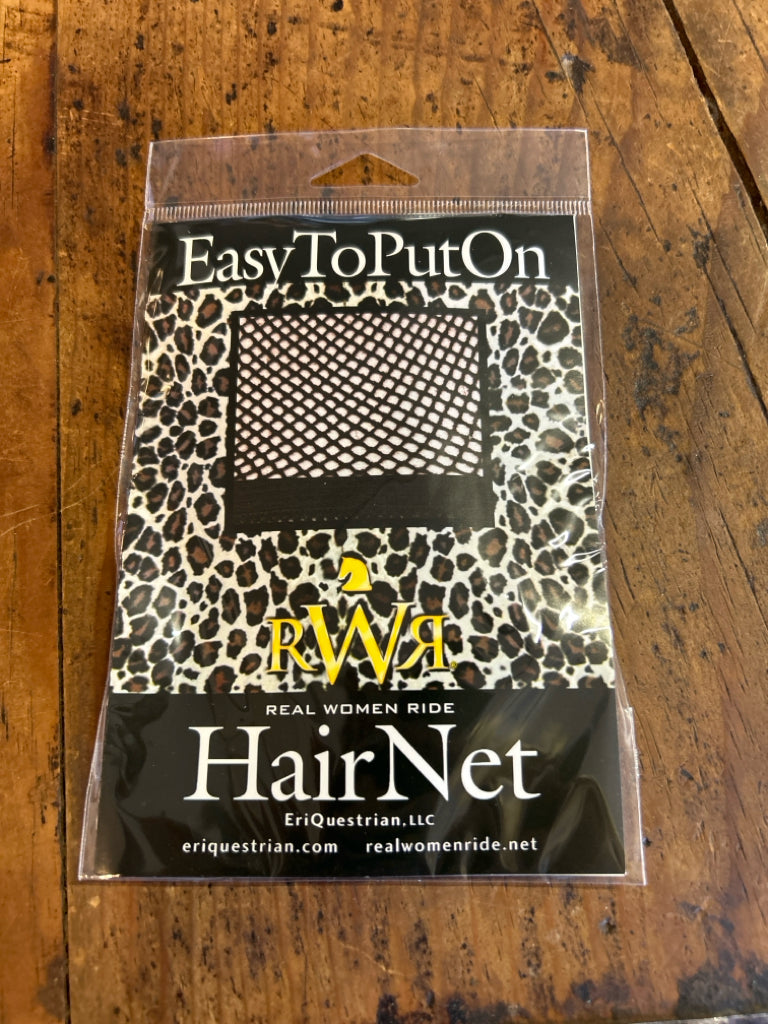 EasyToPutOn
RWR®
REAL WOMEN RIDE
HairNet
EriQuestrian, LLC
eriquestrian.com realwomenride.net